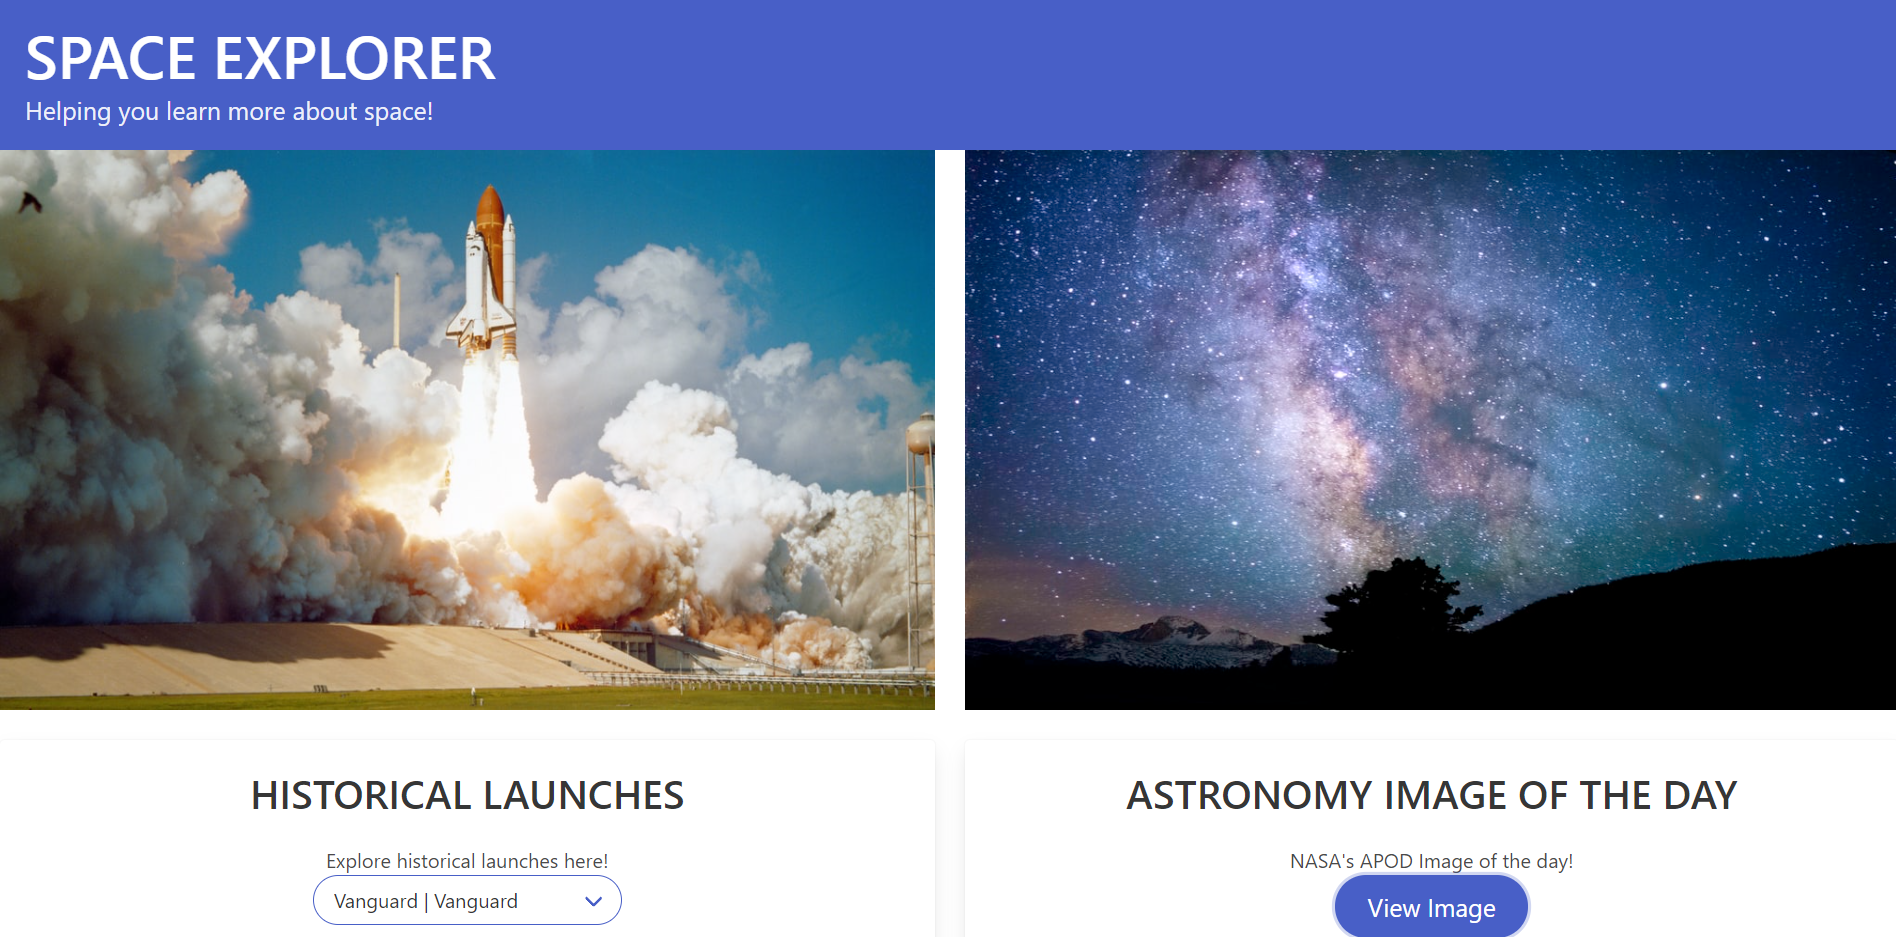 SPACE EXPLORER
Helping you learn more about space!
HISTORICAL LAUNCHES
Explore historical launches here!
Vanguard | Vanguard
ASTRONOMY IMAGE OF THE DAY
NASA's APOD Image of the day!
View Image